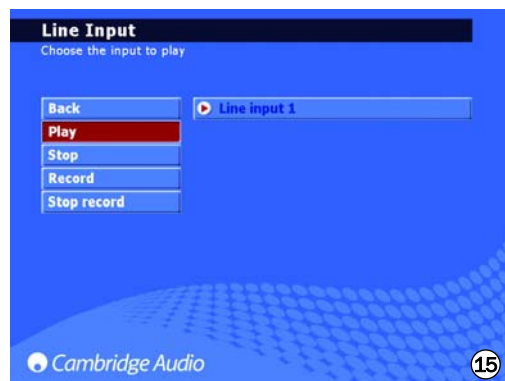 Line Input
Choose the input to play
Back
Line input 1
Play
Stop
Record
Stop record
Cambridge Audio
15